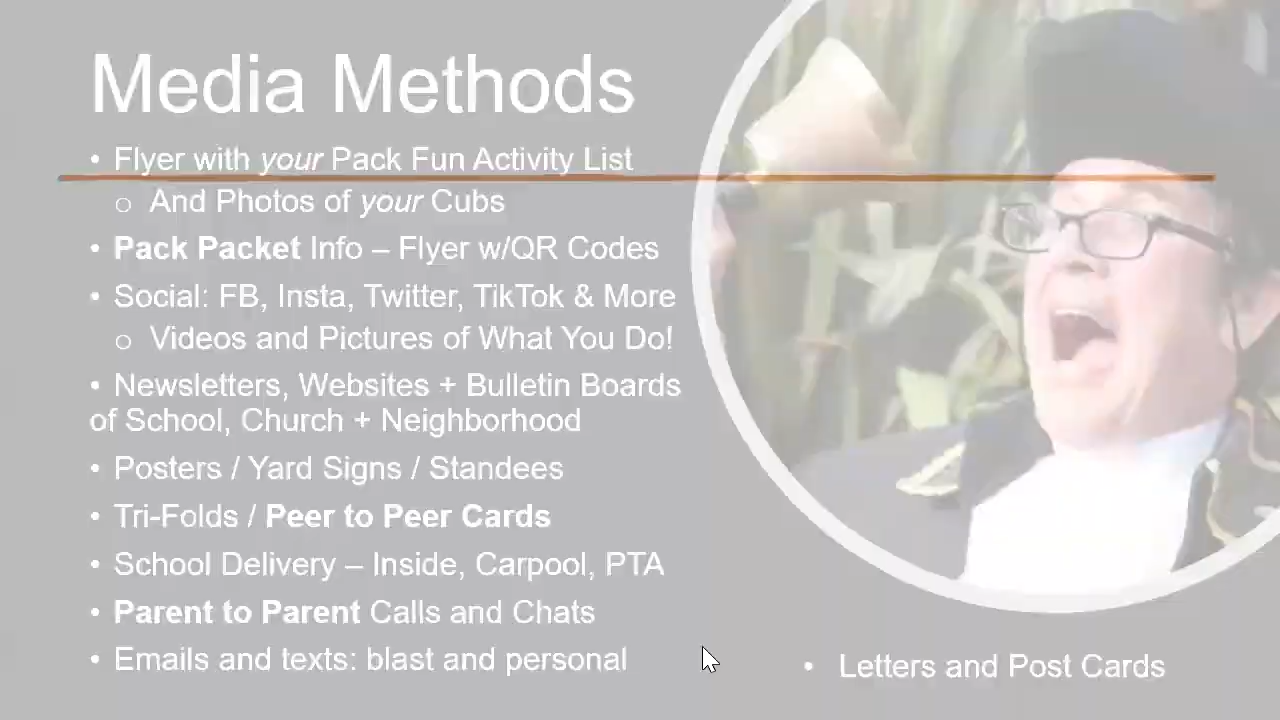 Media Methods
• Flyer with your Pack Fun Activity List
o And Photos of your Cubs
• Pack Packet Info – Flyer w/QR Codes
• Social: FB, Insta, Twitter, TikTok & More
o Videos and Pictures of What You Do!
• Newsletters, Websites + Bulletin Boards
of School, Church + Neighborhood
• Posters / Yard Signs / Standees
• Tri-Folds / Peer to Peer Cards
• School Delivery – Inside, Carpool, PTA
• Parent to Parent Calls and Chats
• Emails and texts: blast and personal
• Letters and Post Cards